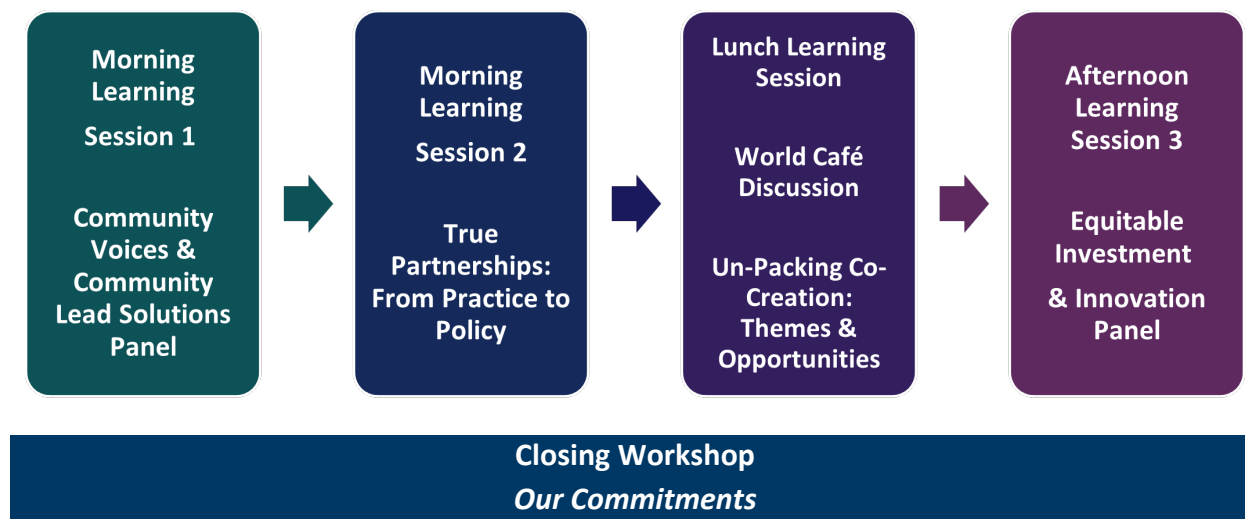 Morning
Learning
Session 1
Community
Voices &
Community
Lead Solutions
Panel
Morning
Learning
Session 2
True
Partnerships:
From Practice to
Policy
Lunch Learning
Session
World Café
Discussion
Un-Packing Co-
Creation:
Themes &
Opportunities
Afternoon
Learning
Session 3
Equitable
Investment
& Innovation
Panel
Closing Workshop
Our Commitments